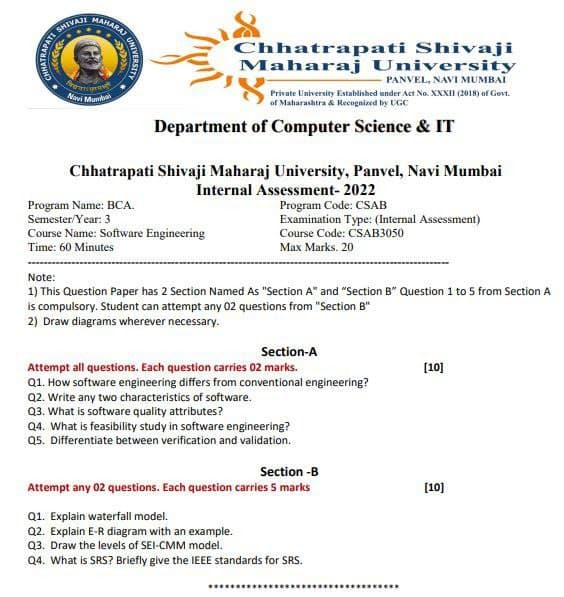 CHHATRAPATI SHIVAJI MAHARAJ UNIVERSITY
Navi Mumbai
Chhatrapati Shivaji
Maharaj University
PANVEL, NAVI MUMBAI
Private University Established under Act No. XXXII (2018) of Govt.
of Maharashtra & Recognized by UGC
Department of Computer Science & IT
Chhatrapati Shivaji Maharaj University, Panvel, Navi Mumbai
Internal Assessment- 2022
Program Name: BCA. Program Code: CSAB
Semester/Year: 3 Examination Type: (Internal Assessment)
Course Name: Software Engineering Course Code: CSAB3050
Time: 60 Minutes Max Marks. 20
Note:
1) This Question Paper has 2 Section Named As "Section A" and “Section B” Question 1 to 5 from Section A
is compulsory. Student can attempt any 02 questions from "Section B"
2) Draw diagrams wherever necessary.
Section-A
Attempt all questions. Each question carries 02 marks. [10]
Q1. How software engineering differs from conventional engineering?
Q2. Write any two characteristics of software.
Q3. What is software quality attributes?
Q4. What is feasibility study in software engineering?
Q5. Differentiate between verification and validation.
Section -B
Attempt any 02 questions. Each question carries 5 marks [10]
Q1. Explain waterfall model.
Q2. Explain E-R diagram with an example.
Q3. Draw the levels of SEI-CMM model.
Q4. What is SRS? Briefly give the IEEE standards for SRS.
***********************************